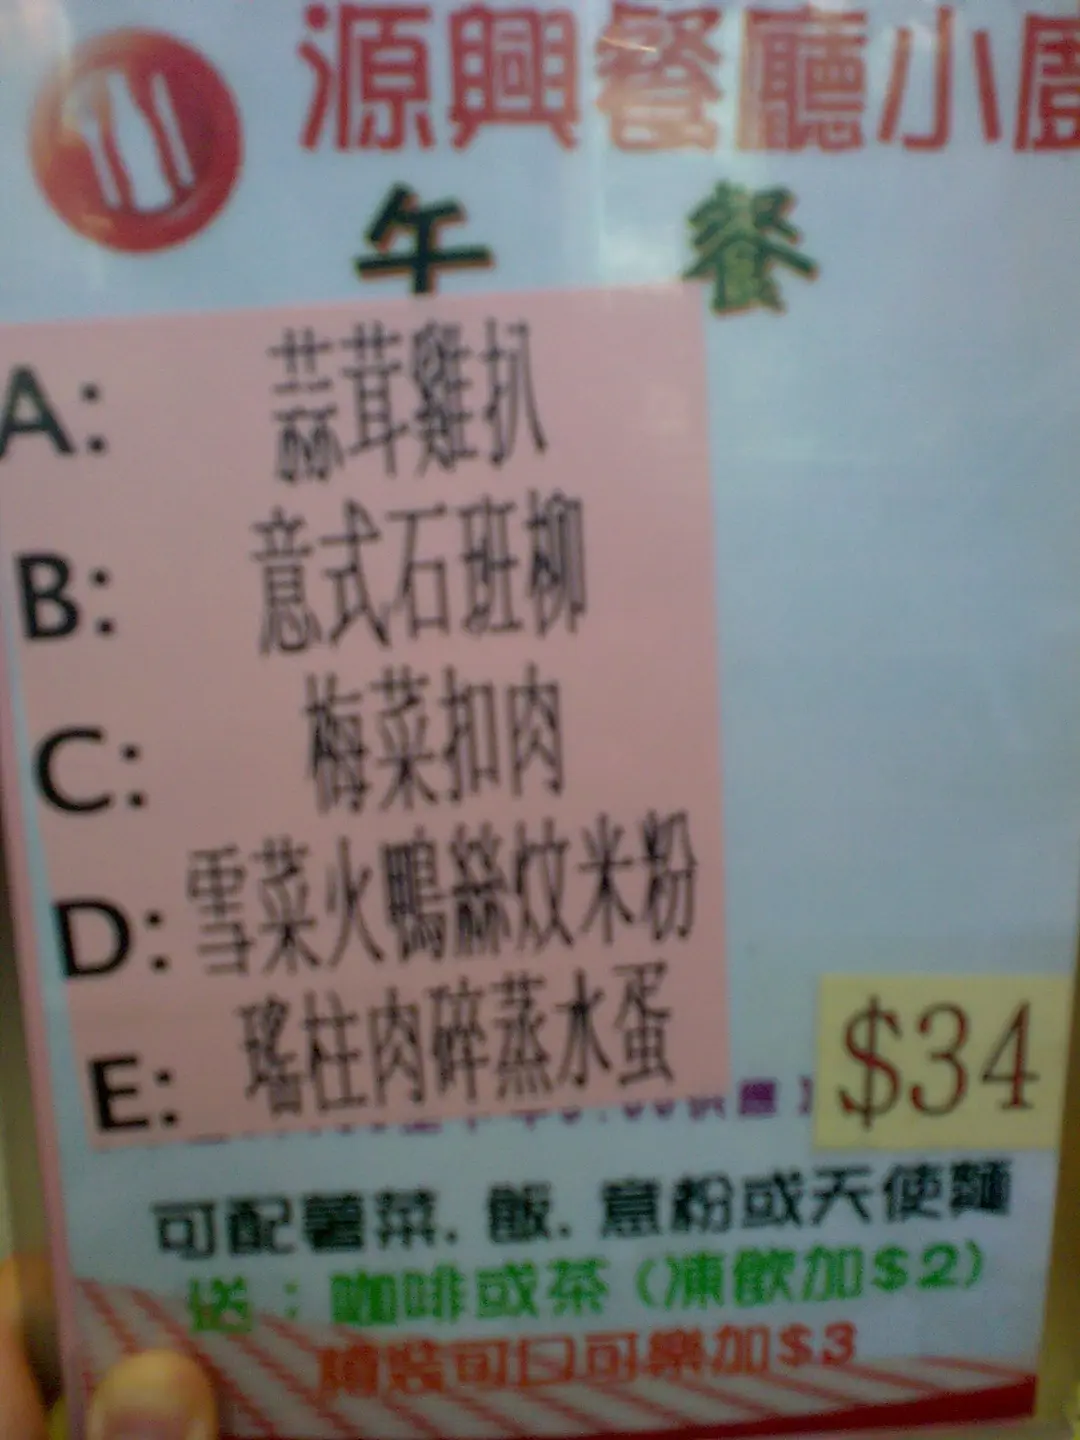 源興餐廳小廚
午餐
A: 蒜茸雞扒
B: 意式石班柳
C: 梅菜扣肉
D: 雪菜火鴨絲炆米粉
E: 瑤柱肉碎蒸水蛋
$34
可配薯菜. 飯. 意粉或天使麵
送：咖啡或茶 (凍飲加$2)
罐裝可口可樂加$3